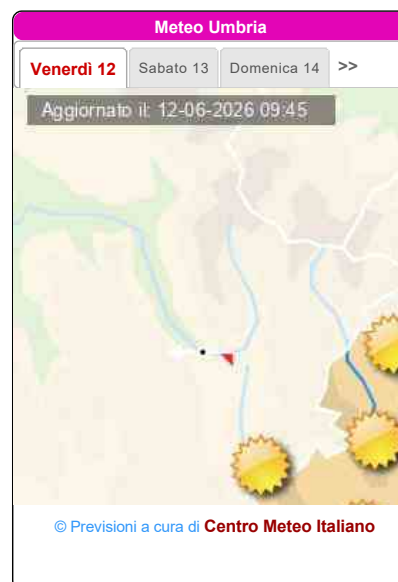 Meteo Umbria
Venerdì 12 Sabato 13 Domenica 14 >>
Aggiornato il: 12-06-2026 09:45
© Previsioni a cura di Centro Meteo Italiano